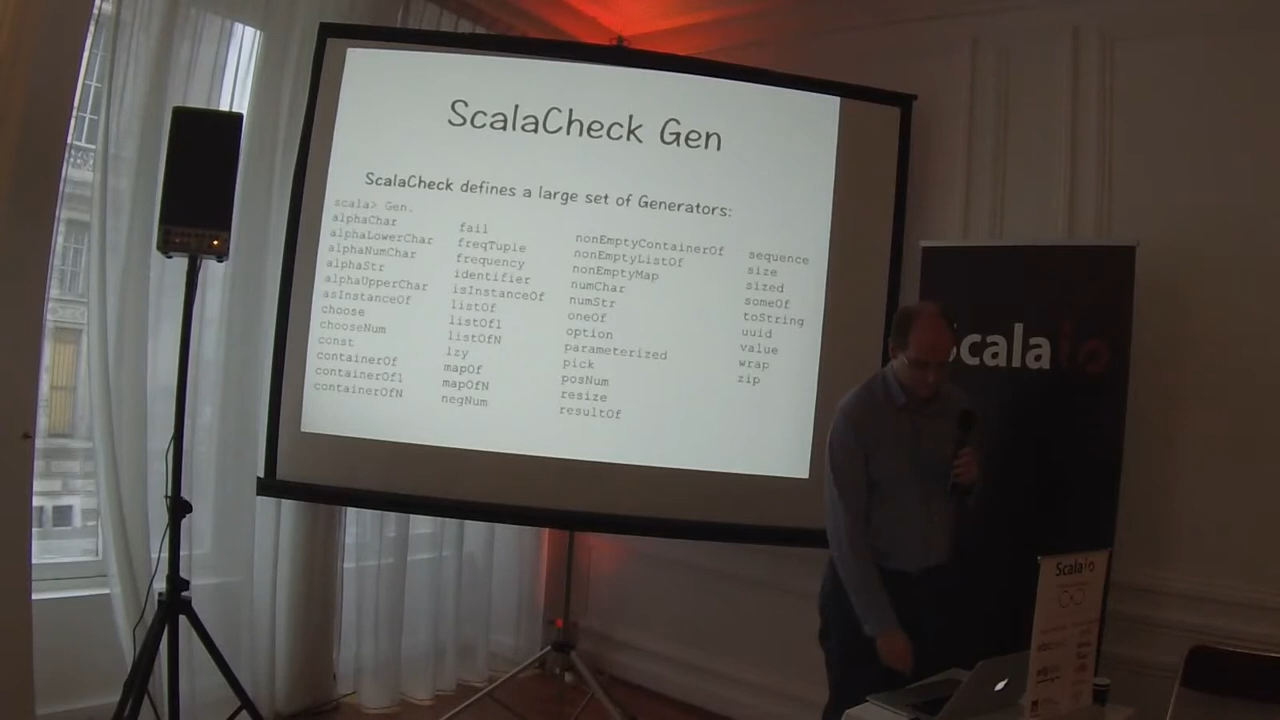 ScalaCheck Gen
ScalaCheck defines a large set of Generators:
scala> Gen.
alphaChar
alphaLowerChar
alphaNumChar
alphaStr
alphaUpperChar
asInstanceOf
choose
chooseNum
const
containerOf
containerOf1
containerOfN
fail
freqTuple
frequency
identifier
isInstanceOf
listOf
listOf1
listOfN
lzy
mapOf
mapOfN
negNum
nonEmptyContainerOf
nonEmptyListOf
nonEmptyMap
numChar
numStr
oneOf
option
parameterized
pick
posNum
resize
resultOf
sequence
size
sized
someOf
toString
uuid
value
wrap
zip
Scala io
Scala io